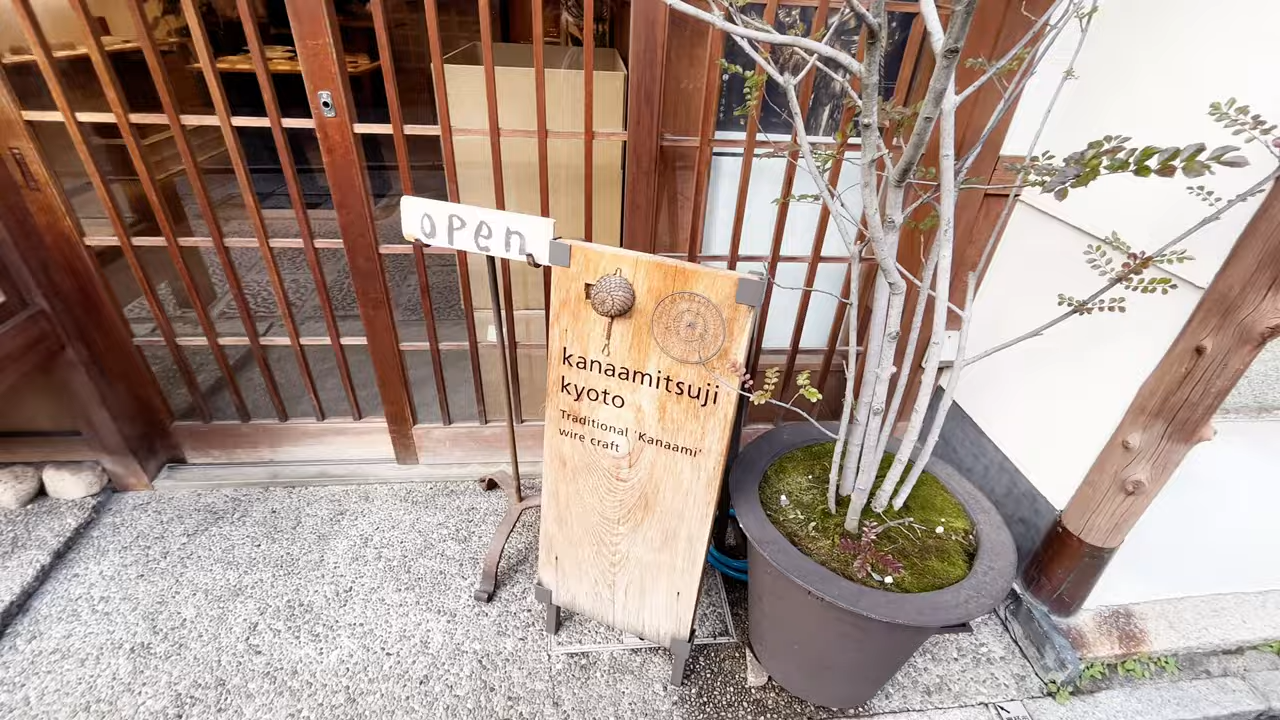 open
kanaamitsuji
kyoto
Traditional 'Kanaami'
wire craft